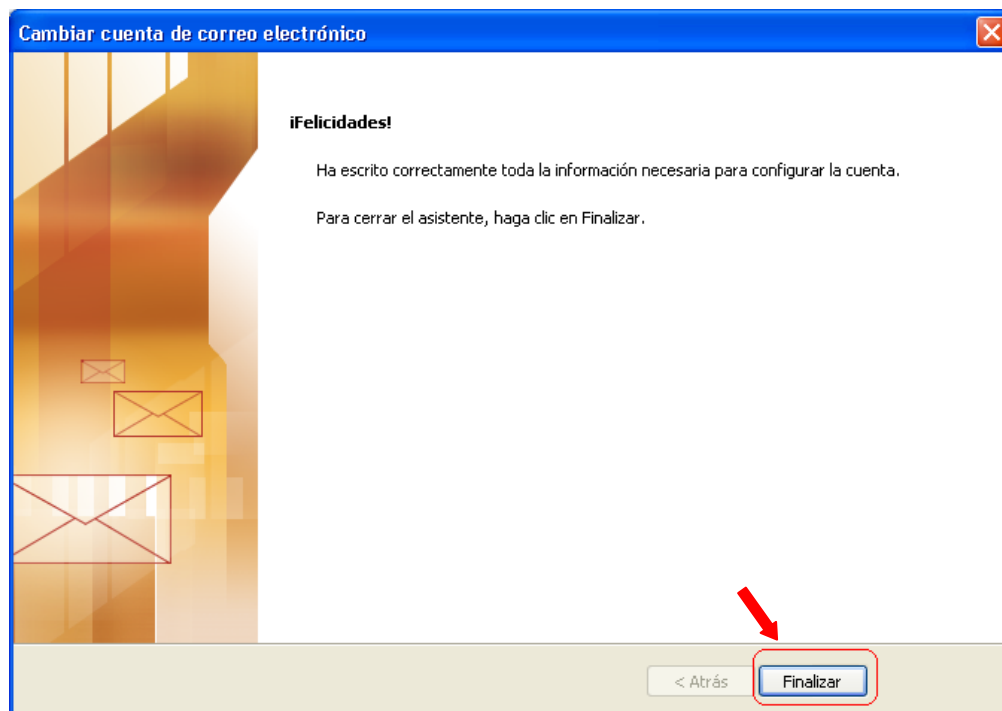 Cambiar cuenta de correo electrónico
¡Felicidades!
Ha escrito correctamente toda la información necesaria para configurar la cuenta.
Para cerrar el asistente, haga clic en Finalizar.
< Atrás
Finalizar